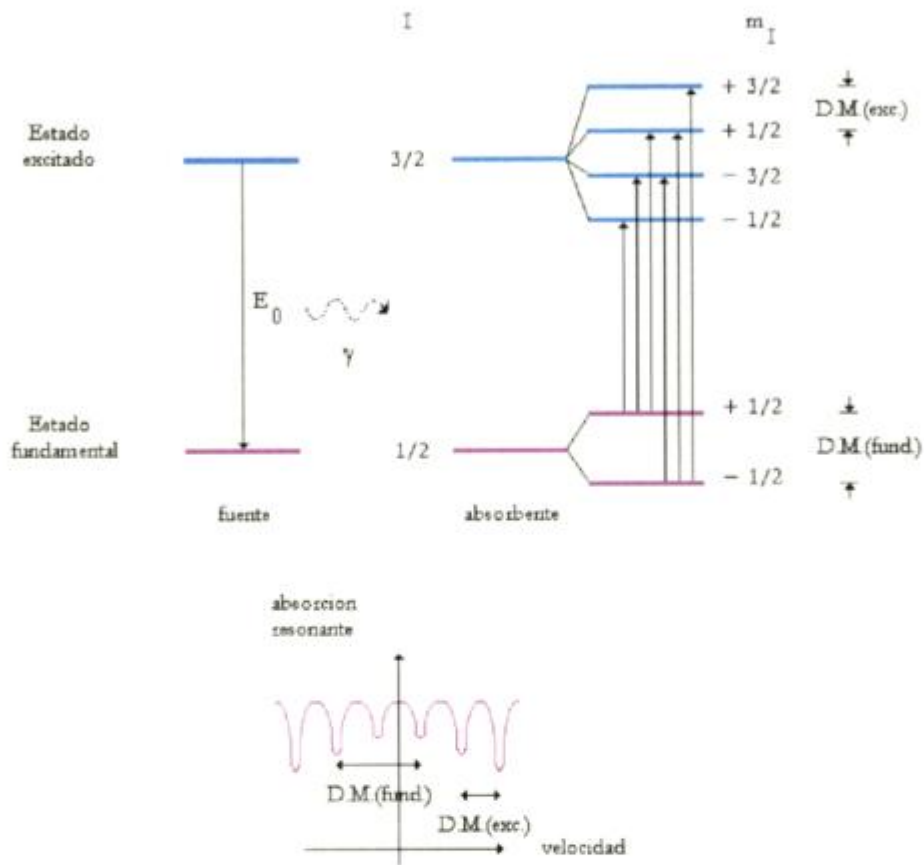 I
m I
+ 3/2
D.M.(exc.)
Estado
excitado
3/2
+ 1/2
− 3/2
− 1/2
E 0
γ
Estado
fundamental
1/2
+ 1/2
D.M.(fund.)
− 1/2
fuente
absorbente
absorcion
resonante
D.M.(fund.)
D.M.(exc.)
velocidad